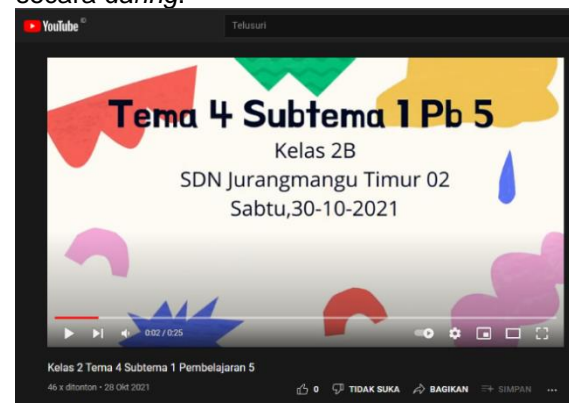 secara daring.
YouTube ID
Telusuri
Tema 4 Subtema 1 Pb 5
Kelas 2B
SDN Jurangmangu Timur 02
Sabtu,30-10-2021
0:02 / 0:25
Kelas 2 Tema 4 Subtema 1 Pembelajaran 5
46 x ditonton • 28 Okt 2021
0 TIDAK SUKA BAGIKAN SIMPAN ...